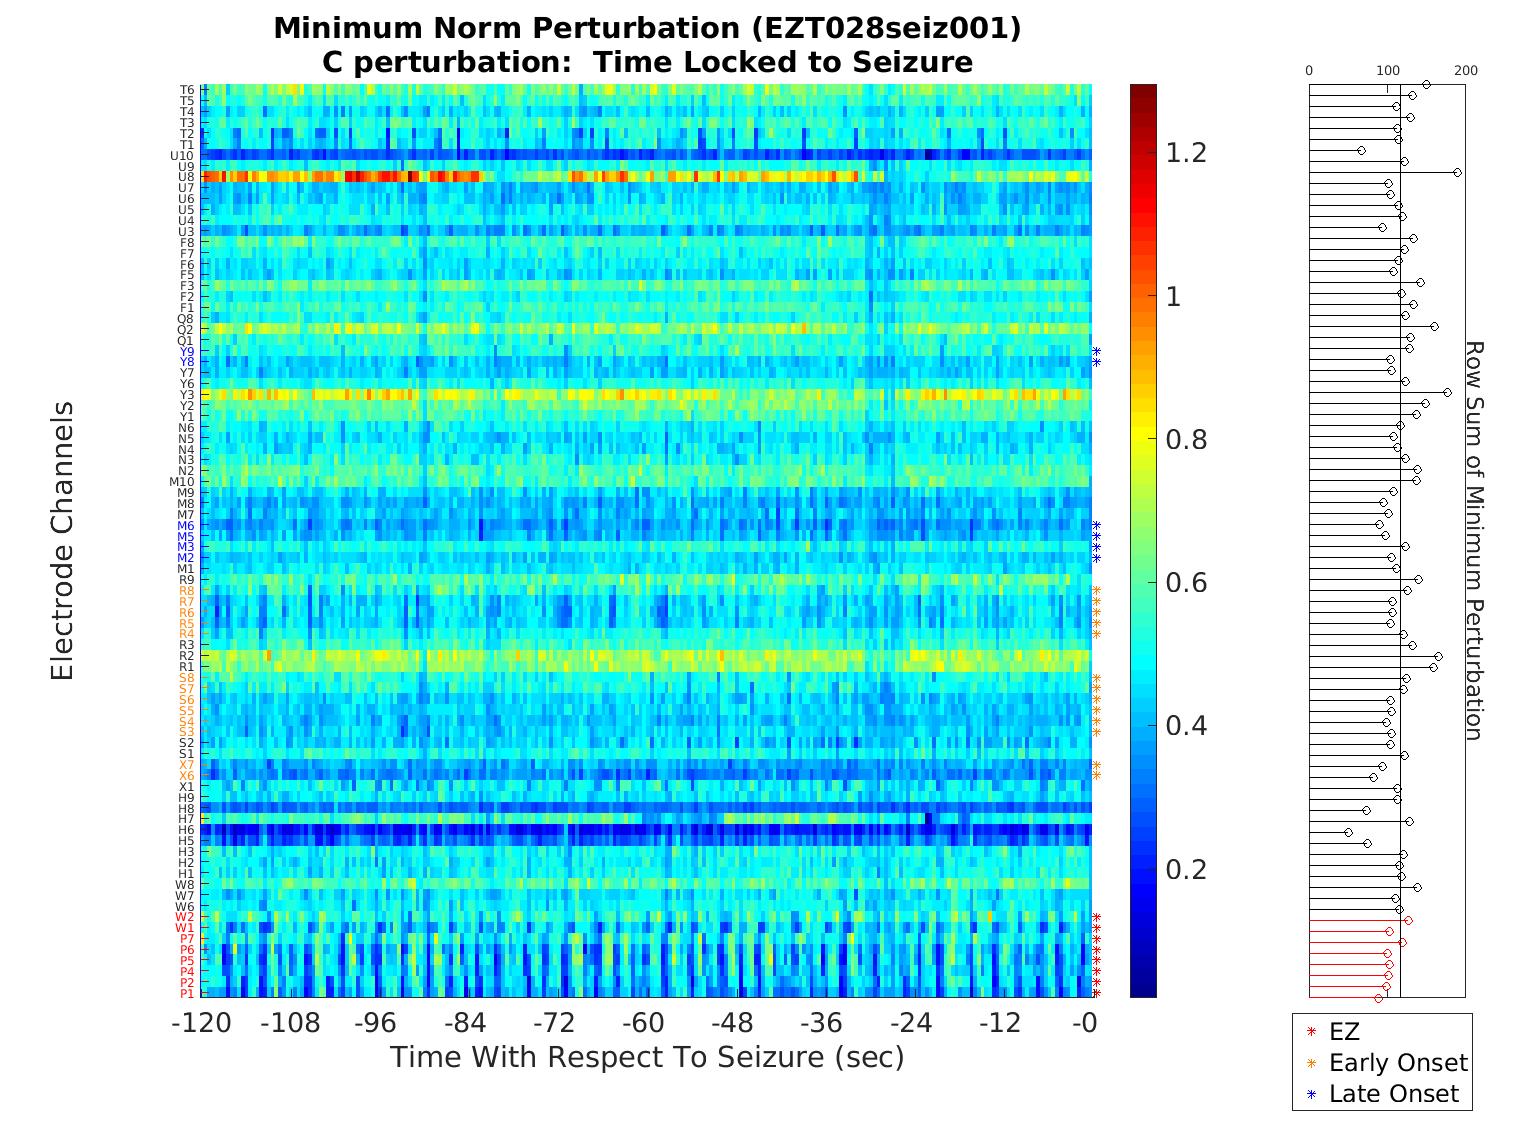 Minimum Norm Perturbation (EZT028seiz001)
C perturbation:  Time Locked to Seizure
Electrode Channels
T6
T5
T4
T3
T2
T1
U10
U9
U8
U7
U6
U5
U4
U3
F8
F7
F6
F5
F3
F2
F1
Q8
Q2
Q1
Y9
Y8
Y7
Y6
Y3
Y2
Y1
N6
N5
N4
N3
N2
M10
M9
M8
M7
M6
M5
M3
M2
M1
R9
R8
R7
R6
R5
R4
R3
R2
R1
S8
S7
S6
S5
S4
S3
S2
S1
X7
X6
X1
H9
H8
H7
H6
H5
H3
H2
H1
W8
W7
W6
W2
W1
P7
P6
P5
P4
P2
P1
-120 -108 -96 -84 -72 -60 -48 -36 -24 -12 -0
Time With Respect To Seizure (sec)
1.2
1
0.8
0.6
0.4
0.2
0 100 200
Row Sum of Minimum Perturbation
EZ
Early Onset
Late Onset